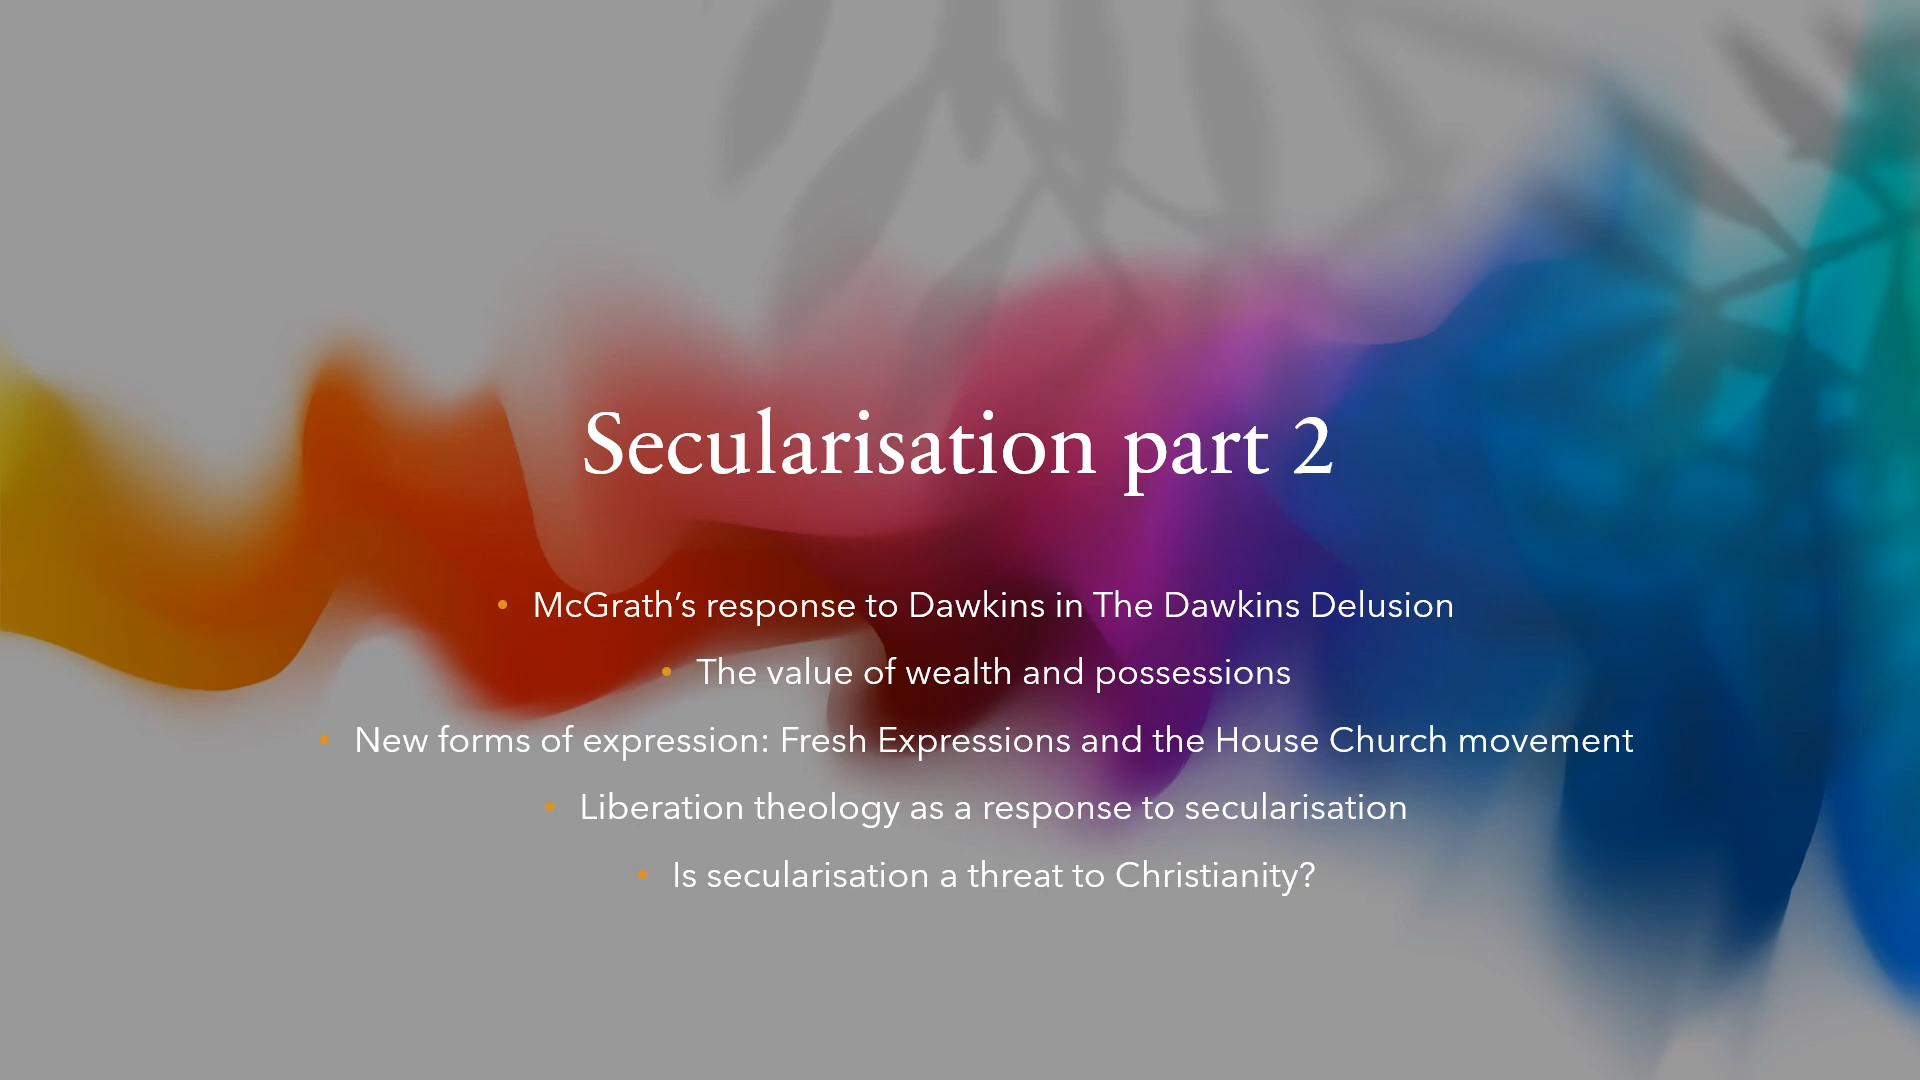 Secularisation part 2
• McGrath’s response to Dawkins in The Dawkins Delusion
• The value of wealth and possessions
• New forms of expression: Fresh Expressions and the House Church movement
• Liberation theology as a response to secularisation
• Is secularisation a threat to Christianity?